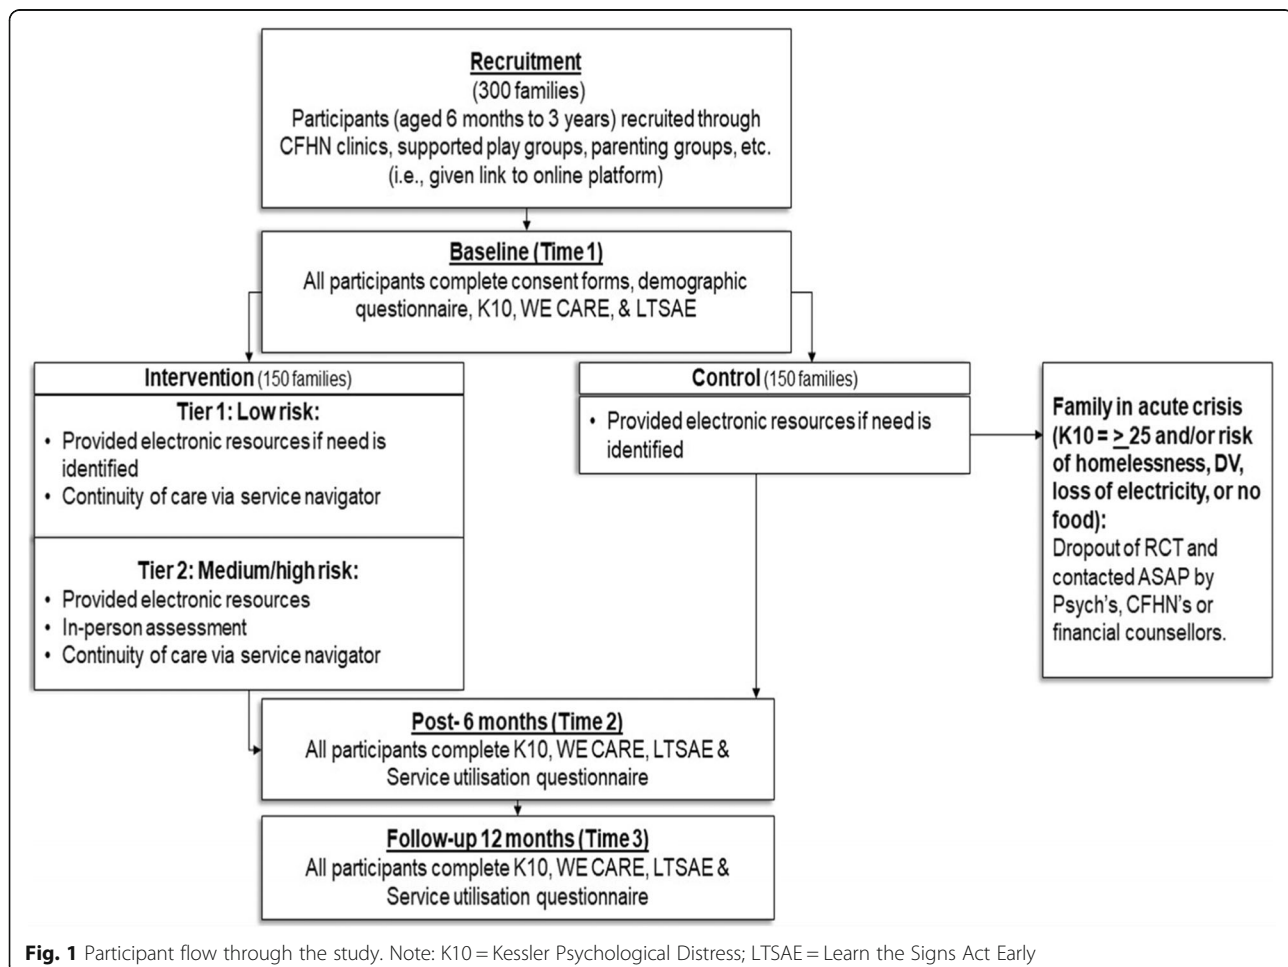 Recruitment
(300 families)
Participants (aged 6 months to 3 years) recruited through
CFHN clinics, supported play groups, parenting groups, etc.
(i.e., given link to online platform)
Baseline (Time 1)
All participants complete consent forms, demographic
questionnaire, K10, WE CARE, & LTSAE
Intervention (150 families)
Tier 1: Low risk:
• Provided electronic resources if need is
identified
• Continuity of care via service navigator
Tier 2: Medium/high risk:
• Provided electronic resources
• In-person assessment
• Continuity of care via service navigator
Control (150 families)
• Provided electronic resources if need is
identified
Family in acute crisis
(K10 = ≥ 25 and/or risk
of homelessness, DV,
loss of electricity, or no
food):
Dropout of RCT and
contacted ASAP by
Psych's, CFHN's or
financial counsellors.
Post- 6 months (Time 2)
All participants complete K10, WE CARE, LTSAE &
Service utilisation questionnaire
Follow-up 12 months (Time 3)
All participants complete K10, WE CARE, LTSAE &
Service utilisation questionnaire
Fig. 1 Participant flow through the study. Note: K10 = Kessler Psychological Distress; LTSAE = Learn the Signs Act Early